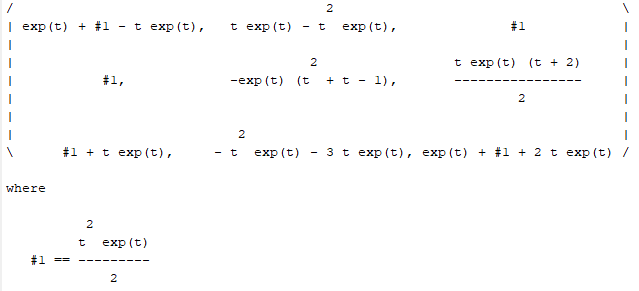 /                                           2                                    \
| exp(t) + #1 - t exp(t),   t exp(t) - t  exp(t),               #1             |
|                                                                                |
|                                         2              t exp(t) (t + 2)      |
|            #1,              -exp(t) (t  + t - 1),      ----------------      |
|                                                                2             |
|                                                                                |
|                               2                                                |
\       #1 + t exp(t),     - t  exp(t) - 3 t exp(t), exp(t) + #1 + 2 t exp(t) /
where
           2
          t  exp(t)
   #1 == ---------
              2